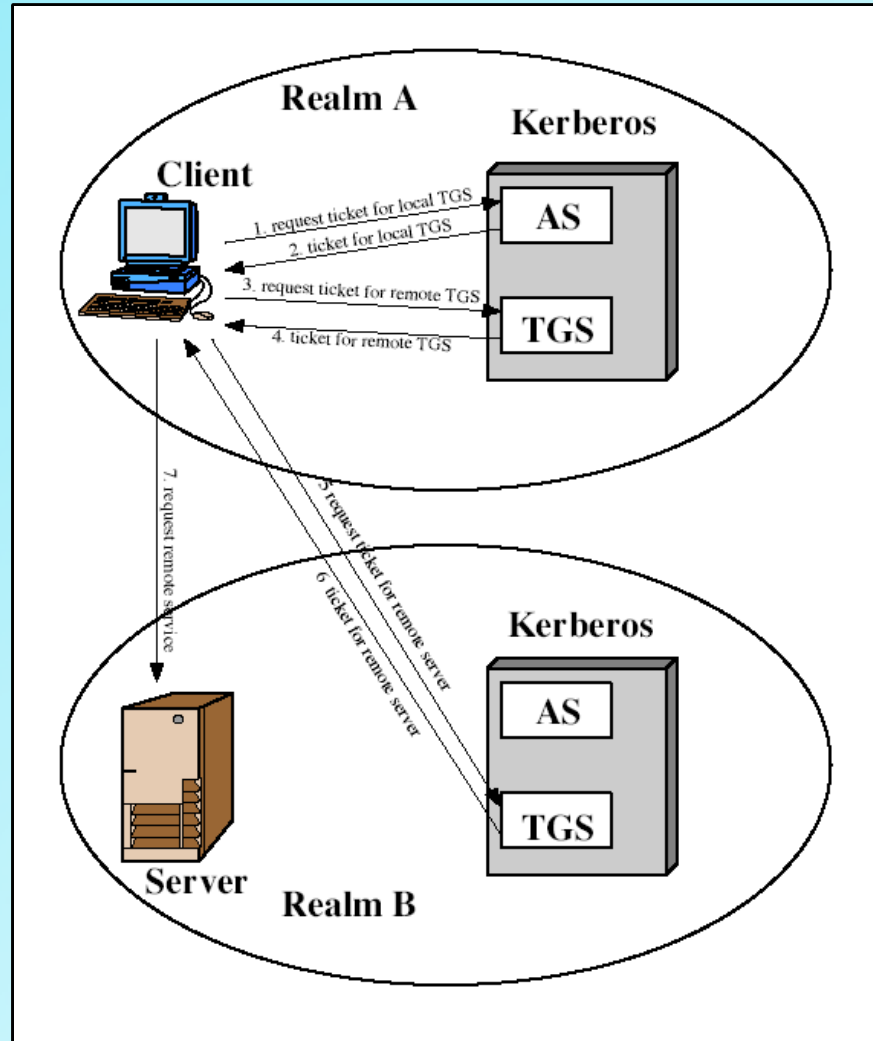 Realm A
Kerberos
Client
1. request ticket for local TGS
AS
2. ticket for local TGS
3. request ticket for remote TGS
TGS
4. ticket for remote TGS
7. request remote service
5 request ticket for remote server
6 ticket for remote server
Kerberos
AS
TGS
Server
Realm B